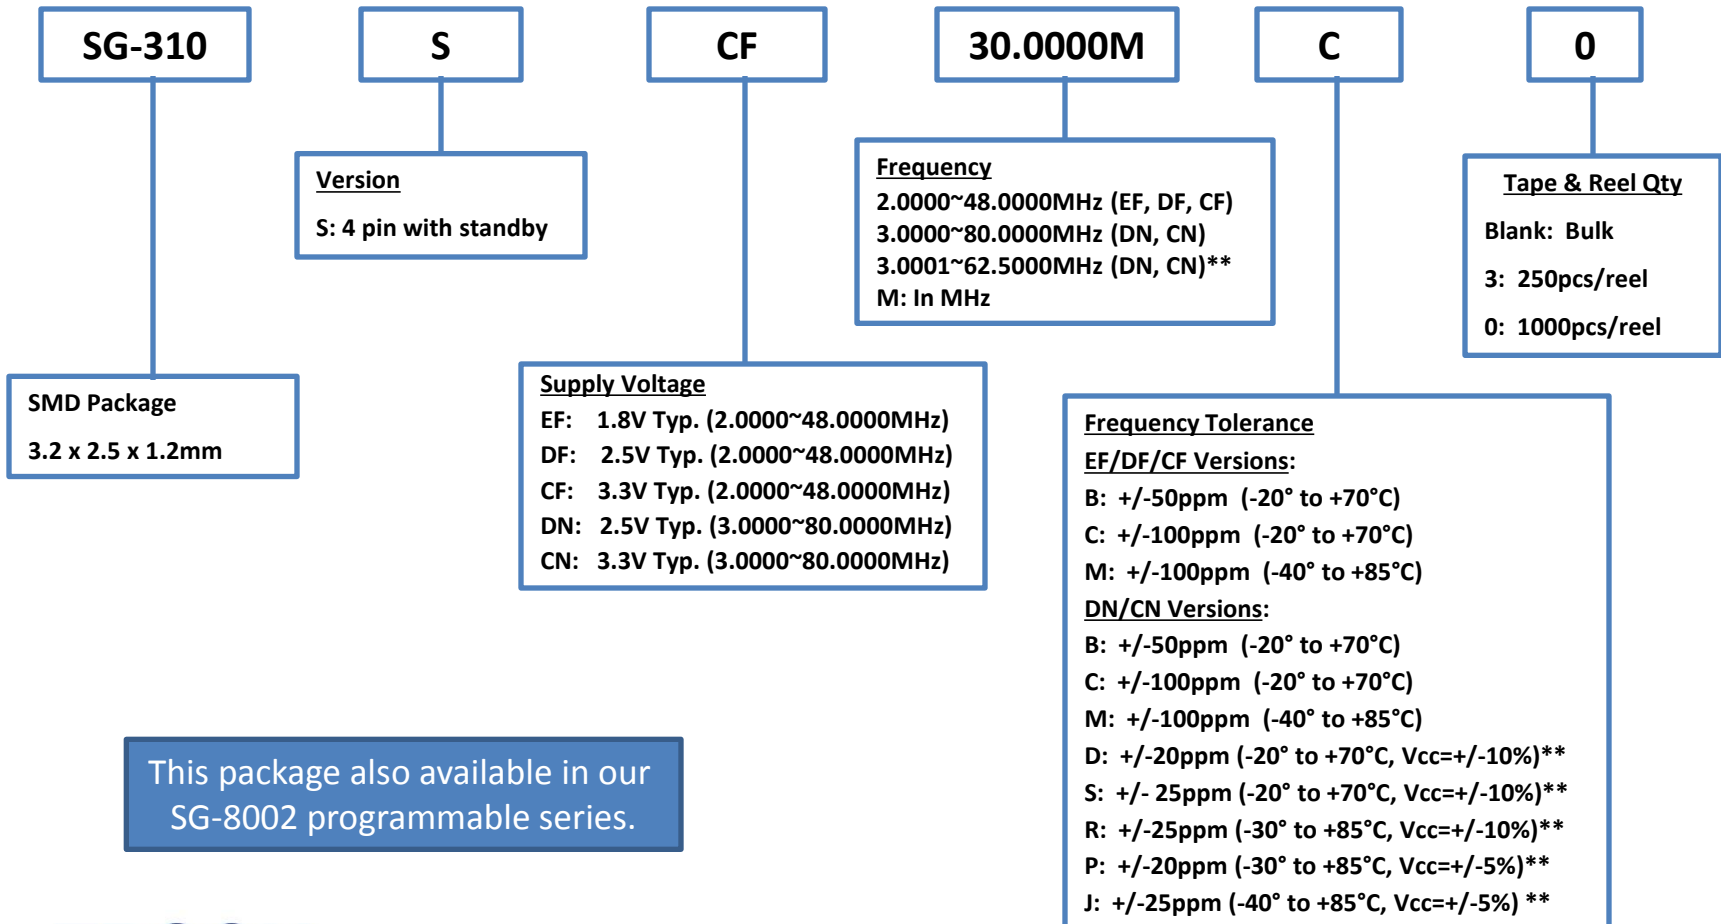 SG-310
S
CF
30.0000M
C
0
Version
S: 4 pin with standby
Frequency
2.0000~48.0000MHz (EF, DF, CF)
3.0000~80.0000MHz (DN, CN)
3.0001~62.5000MHz (DN, CN)**
M: In MHz
Tape & Reel Qty
Blank: Bulk
3: 250pcs/reel
0: 1000pcs/reel
SMD Package
3.2 x 2.5 x 1.2mm
Supply Voltage
EF: 1.8V Typ. (2.0000~48.0000MHz)
DF: 2.5V Typ. (2.0000~48.0000MHz)
CF: 3.3V Typ. (2.0000~48.0000MHz)
DN: 2.5V Typ. (3.0000~80.0000MHz)
CN: 3.3V Typ. (3.0000~80.0000MHz)
Frequency Tolerance
EF/DF/CF Versions:
B: +/-50ppm (-20° to +70°C)
C: +/-100ppm (-20° to +70°C)
M: +/-100ppm (-40° to +85°C)
DN/CN Versions:
B: +/-50ppm (-20° to +70°C)
C: +/-100ppm (-20° to +70°C)
M: +/-100ppm (-40° to +85°C)
D: +/-20ppm (-20° to +70°C, Vcc=+/-10%)**
S: +/- 25ppm (-20° to +70°C, Vcc=+/-10%)**
R: +/-25ppm (-30° to +85°C, Vcc=+/-10%)**
P: +/-20ppm (-30° to +85°C, Vcc=+/-5%)**
J: +/-25ppm (-40° to +85°C, Vcc=+/-5%) **
This package also available in our
SG-8002 programmable series.